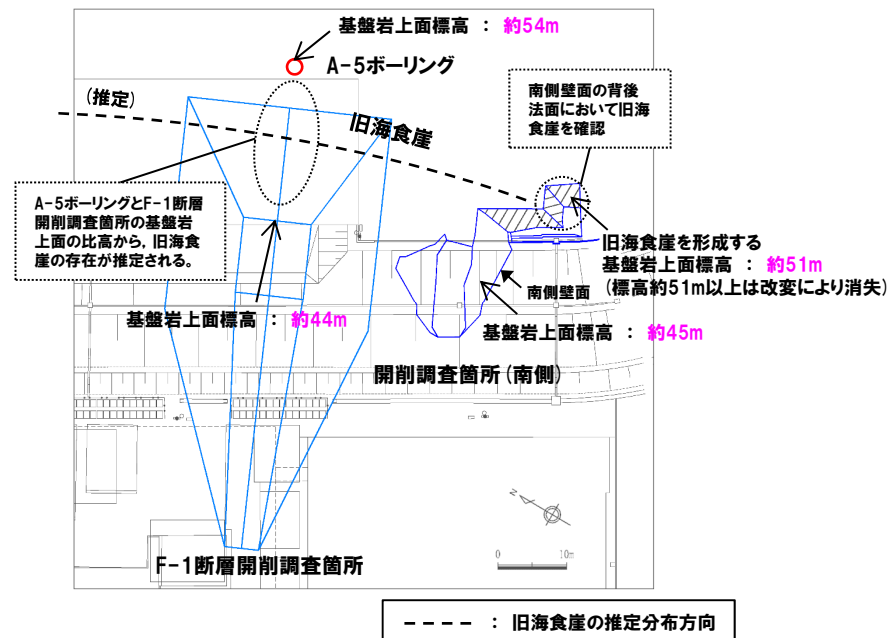 基盤岩上面標高 : 約54m
A-5ボーリング
(推定)
旧海食崖
南側壁面の背後
法面において旧海
食崖を確認
A-5ボーリングとF-1断層
開削調査箇所の基盤岩
上面の比高から, 旧海食
崖の存在が推定される。
旧海食崖を形成する
基盤岩上面標高 : 約51m
(標高約51m以上は改変により消失)
南側壁面
基盤岩上面標高 : 約44m
基盤岩上面標高 : 約45m
開削調査箇所(南側)
N
0 10m
F-1断層開削調査箇所
: 旧海食崖の推定分布方向